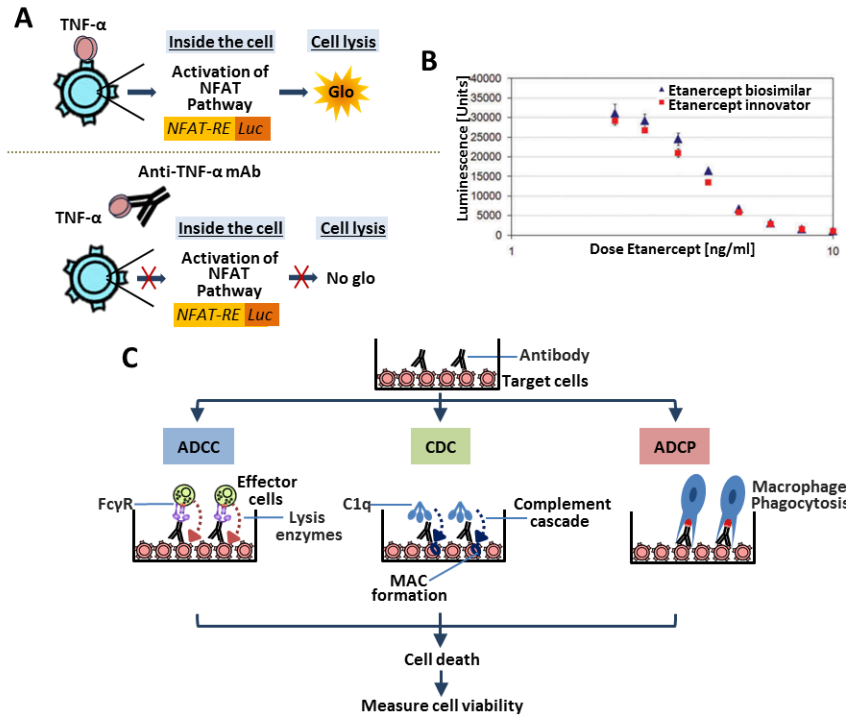 A
TNF-α
Inside the cell
Cell lysis
Activation of
NFAT
Pathway
Glo
NFAT-RE Luc
Anti-TNF-α mAb
TNF-α
Inside the cell
Cell lysis
Activation of
NFAT
Pathway
No glo
NFAT-RE Luc
B
Luminescence [Units]
40000
35000
30000
25000
20000
15000
10000
5000
0
Etanercept biosimilar
Etanercept innovator
1
Dose Etanercept [ng/ml]
10
C
Antibody
Target cells
ADCC
CDC
ADCP
FcγR
Effector
cells
Lysis
enzymes
C1q
Complement
cascade
MAC
formation
Macrophage
Phagocytosis
Cell death
Measure cell viability